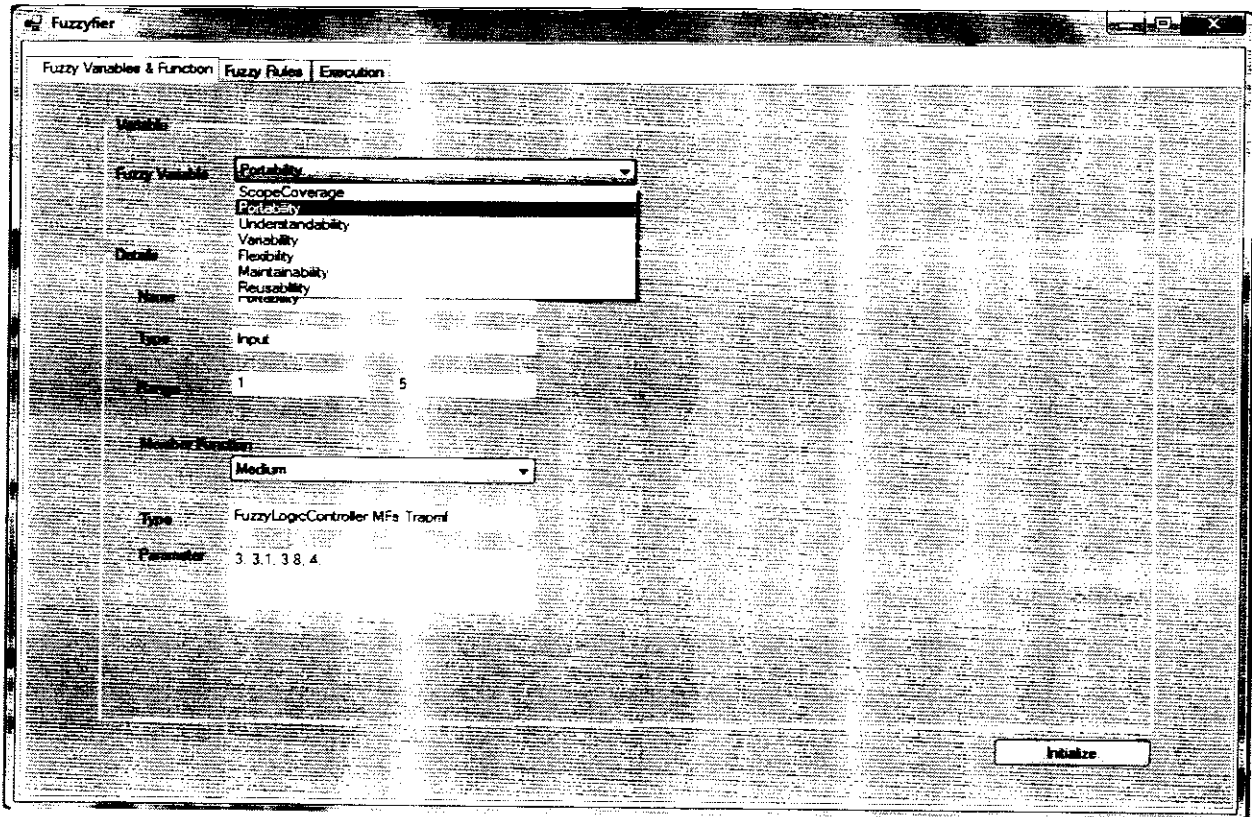 Fuzzyfier
Fuzzy Variables & Function Fuzzy Rules Execution
Variable
Fuzzy Variable Portability
ScopeCoverage
Portability
Understandability
Variability
Flexibility
Maintainability
Reusability
Details
Name Portability
Type Input
Range 1 5
Member Function
Medium
Type FuzzyLogicController MFs Trapmf
Parameter 3. 3.1. 3.8. 4.
Initialize